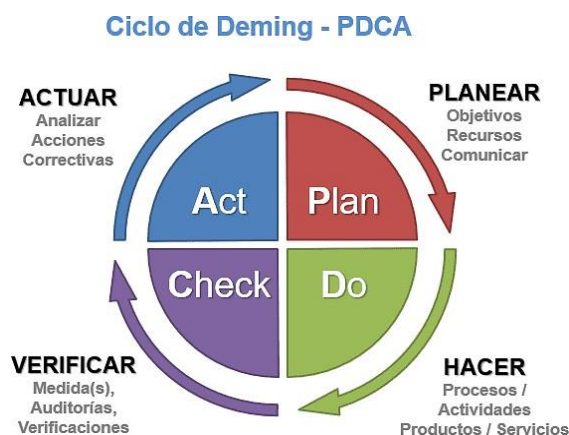 Ciclo de Deming - PDCA
ACTUAR
Analizar
Acciones
Correctivas
PLANEAR
Objetivos
Recursos
Comunicar
Act
Plan
Check
Do
VERIFICAR
Medida(s),
Auditorías,
Verificaciones
HACER
Procesos /
Actividades
Productos / Servicios